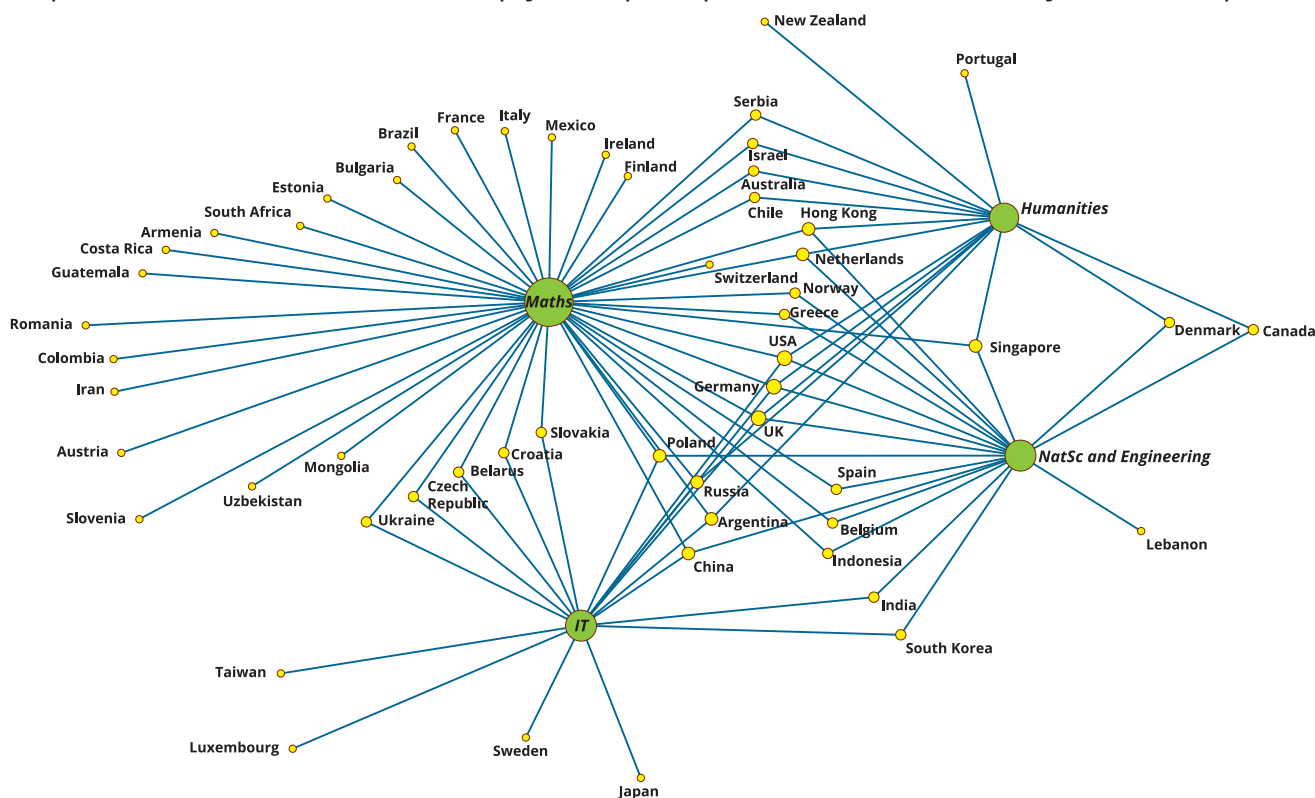 New Zealand
Portugal
Serbia
France
Italy
Mexico
Brazil
Ireland
Israel
Finland
Bulgaria
Australia
Estonia
Chile
Humanities
South Africa
Hong Kong
Armenia
Costa Rica
Netherlands
Guatemala
Switzerland
Norway
Maths
Greece
Romania
Denmark
Canada
USA
Singapore
Colombia
Germany
Iran
UK
Slovakia
Poland
Austria
Croatia
NatSc and Engineering
Mongolia
Belarus
Spain
Czech
Republic
Russia
Uzbekistan
Slovenia
Ukraine
Argentina
Belgium
Lebanon
China
Indonesia
India
IT
South Korea
Taiwan
Luxembourg
Sweden
Japan